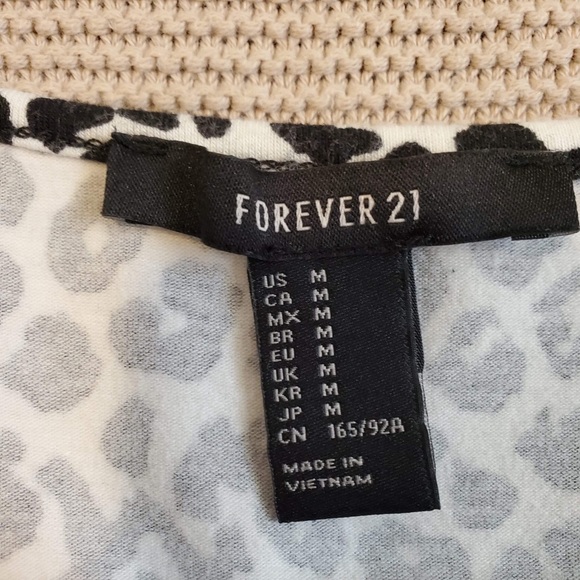 FOREVER 21
US M
CA M
MX M
BR M
EU M
UK M
KR M
JP M
CN 165/92A
MADE IN
VIETNAM